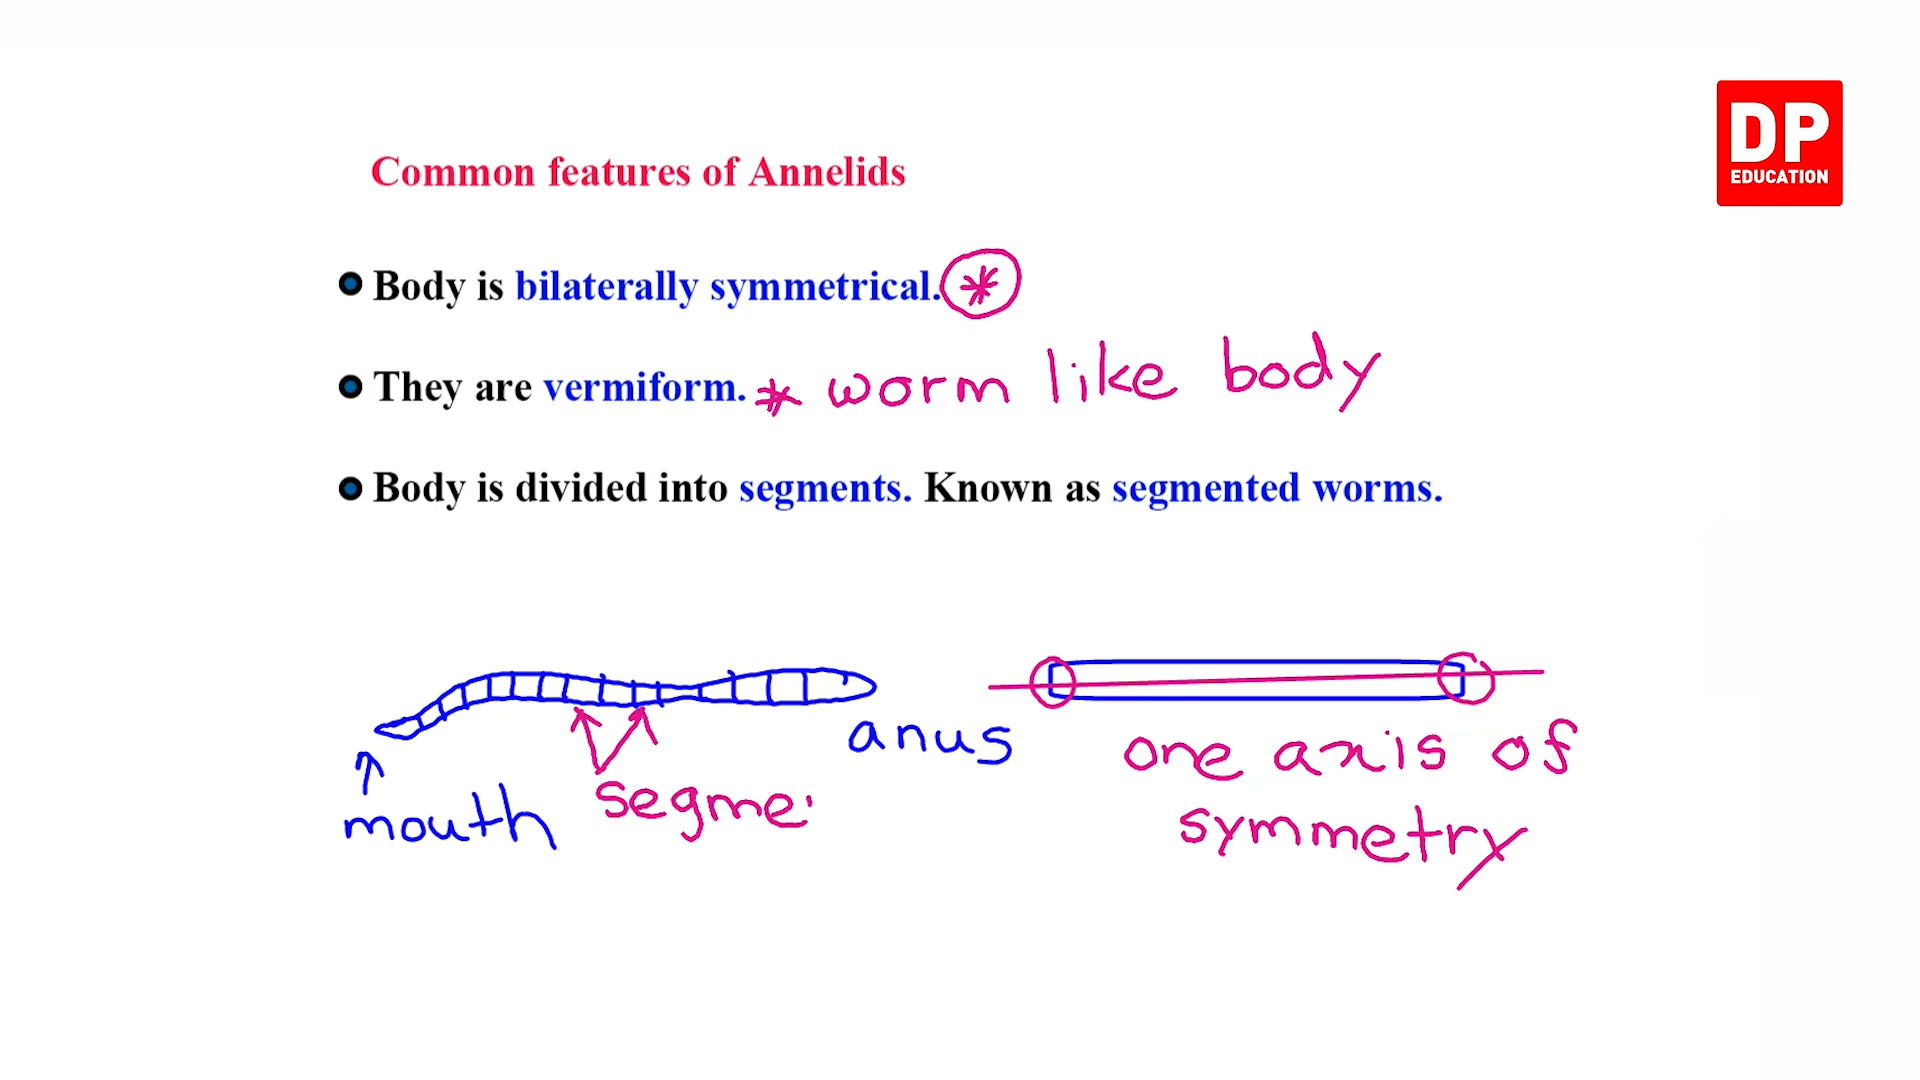 DP
EDUCATION
Common features of Annelids
Body is bilaterally symmetrical. *
They are vermiform. * worm like body
Body is divided into segments. Known as segmented worms.
anus
mouth
segme
one axis of
symmetry